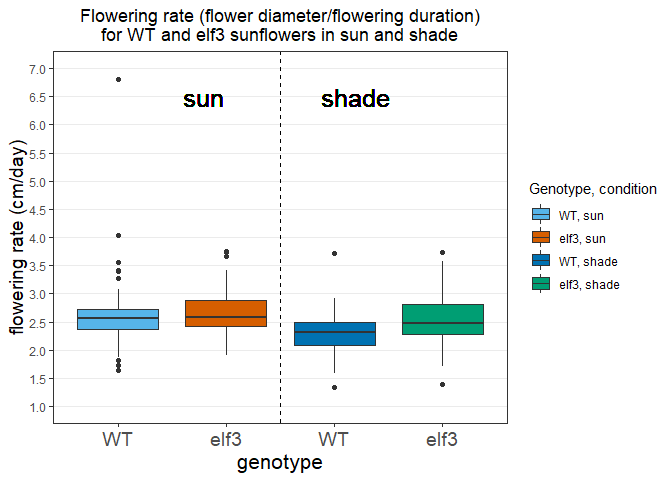 Flowering rate (flower diameter/flowering duration)
for WT and elf3 sunflowers in sun and shade
flowering rate (cm/day)
7.0
6.5
6.0
5.5
5.0
4.5
4.0
3.5
3.0
2.5
2.0
1.5
1.0
sun
shade
WT
elf3
WT
elf3
genotype
Genotype, condition
WT, sun
elf3, sun
WT, shade
elf3, shade